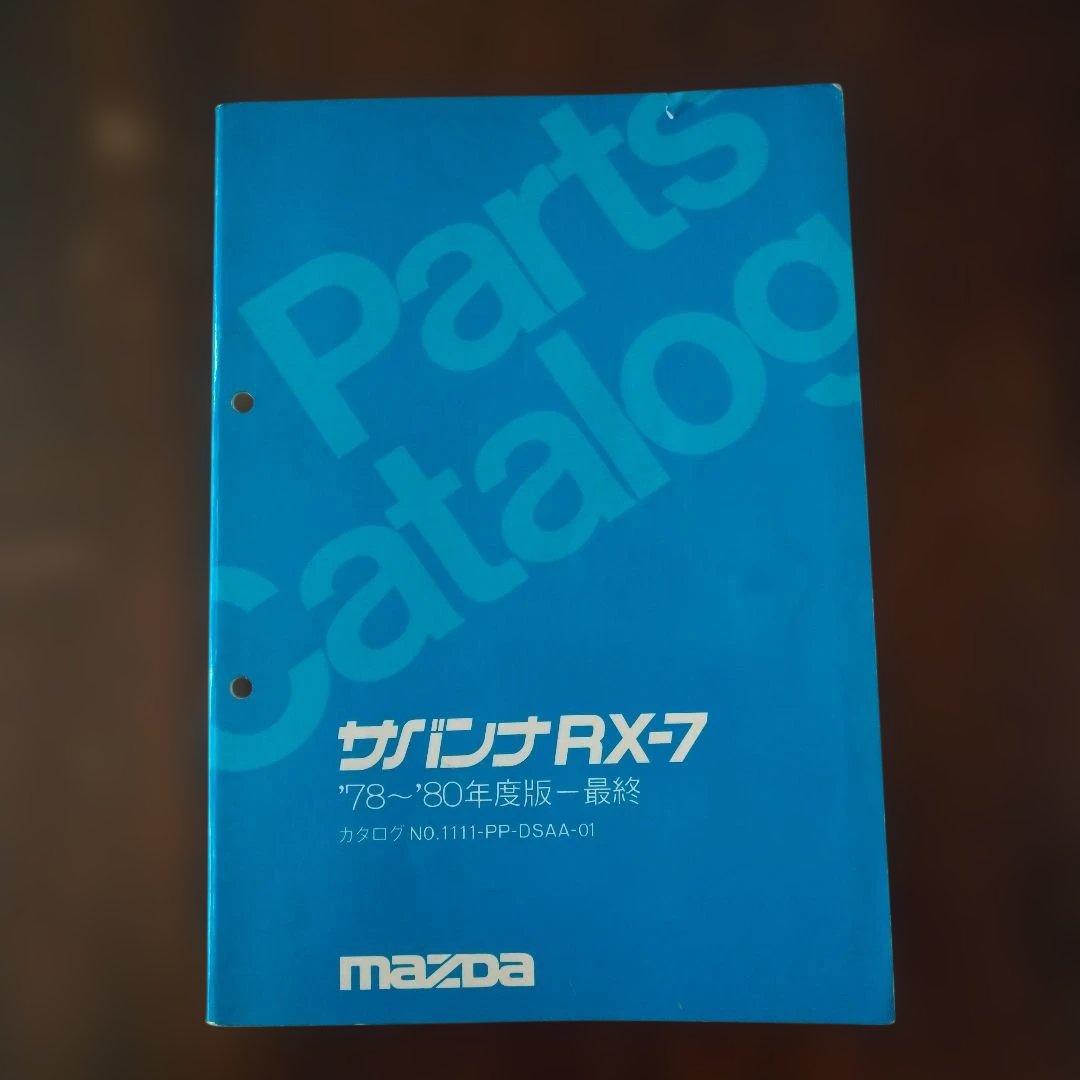 Parts
Catalog
サバンナRX-7
'78～'80年度版－最終
カタログ NO.1111-PP-DSAA-01
mazda